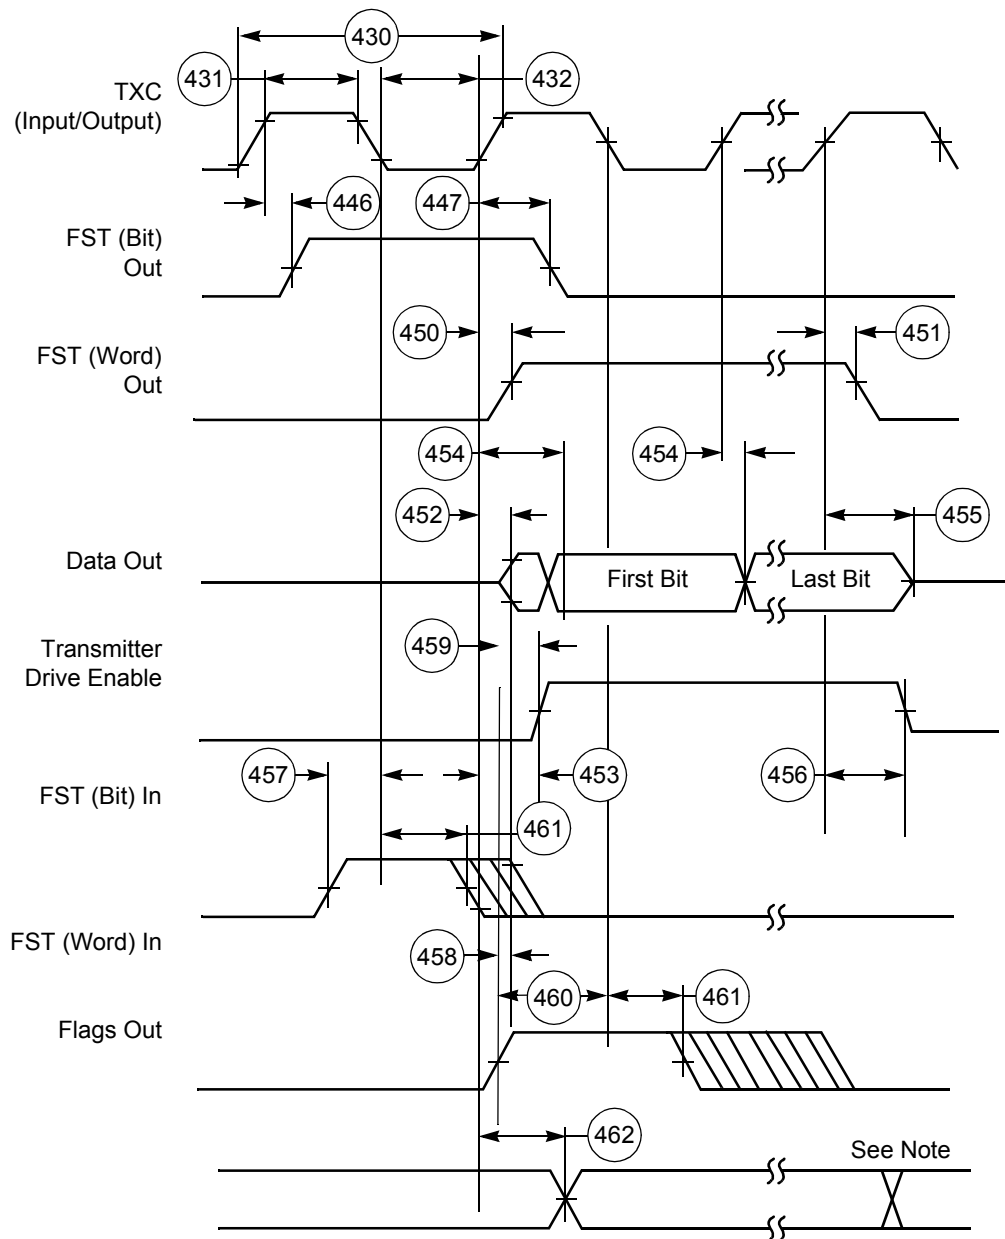 430
431
432
TXC
(Input/Output)
446
447
FST (Bit)
Out
450
451
FST (Word)
Out
454
454
452
455
Data Out
First Bit
Last Bit
459
Transmitter
Drive Enable
457
453
456
FST (Bit) In
461
FST (Word) In
458
460
461
Flags Out
462
See Note